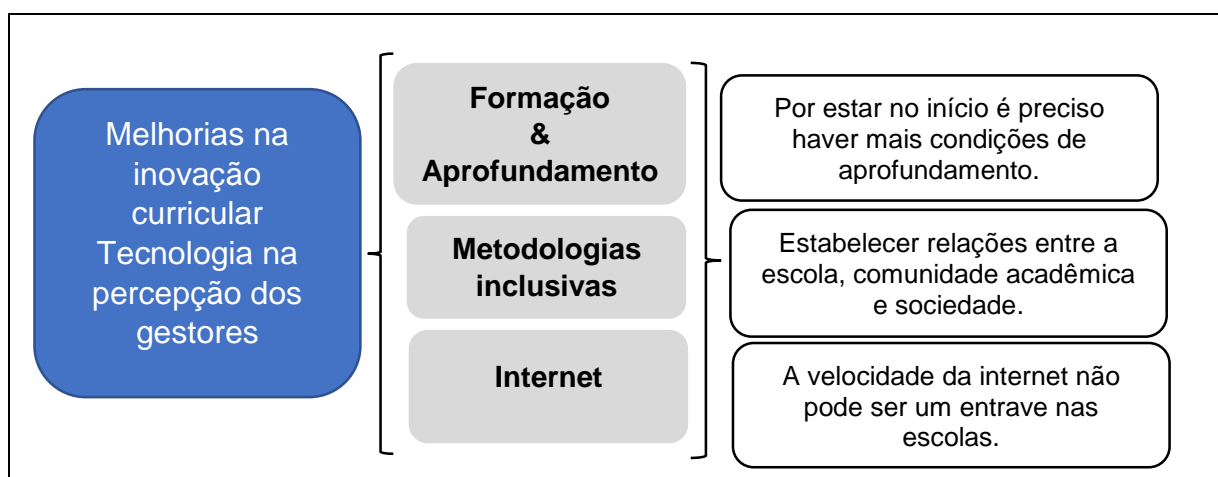 Melhorias na
inovação
curricular
Tecnologia na
percepção dos
gestores
Formação
&
Aprofundamento
Metodologias
inclusivas
Internet
Por estar no início é preciso
haver mais condições de
aprofundamento.
Estabelecer relações entre a
escola, comunidade acadêmica
e sociedade.
A velocidade da internet não
pode ser um entrave nas
escolas.